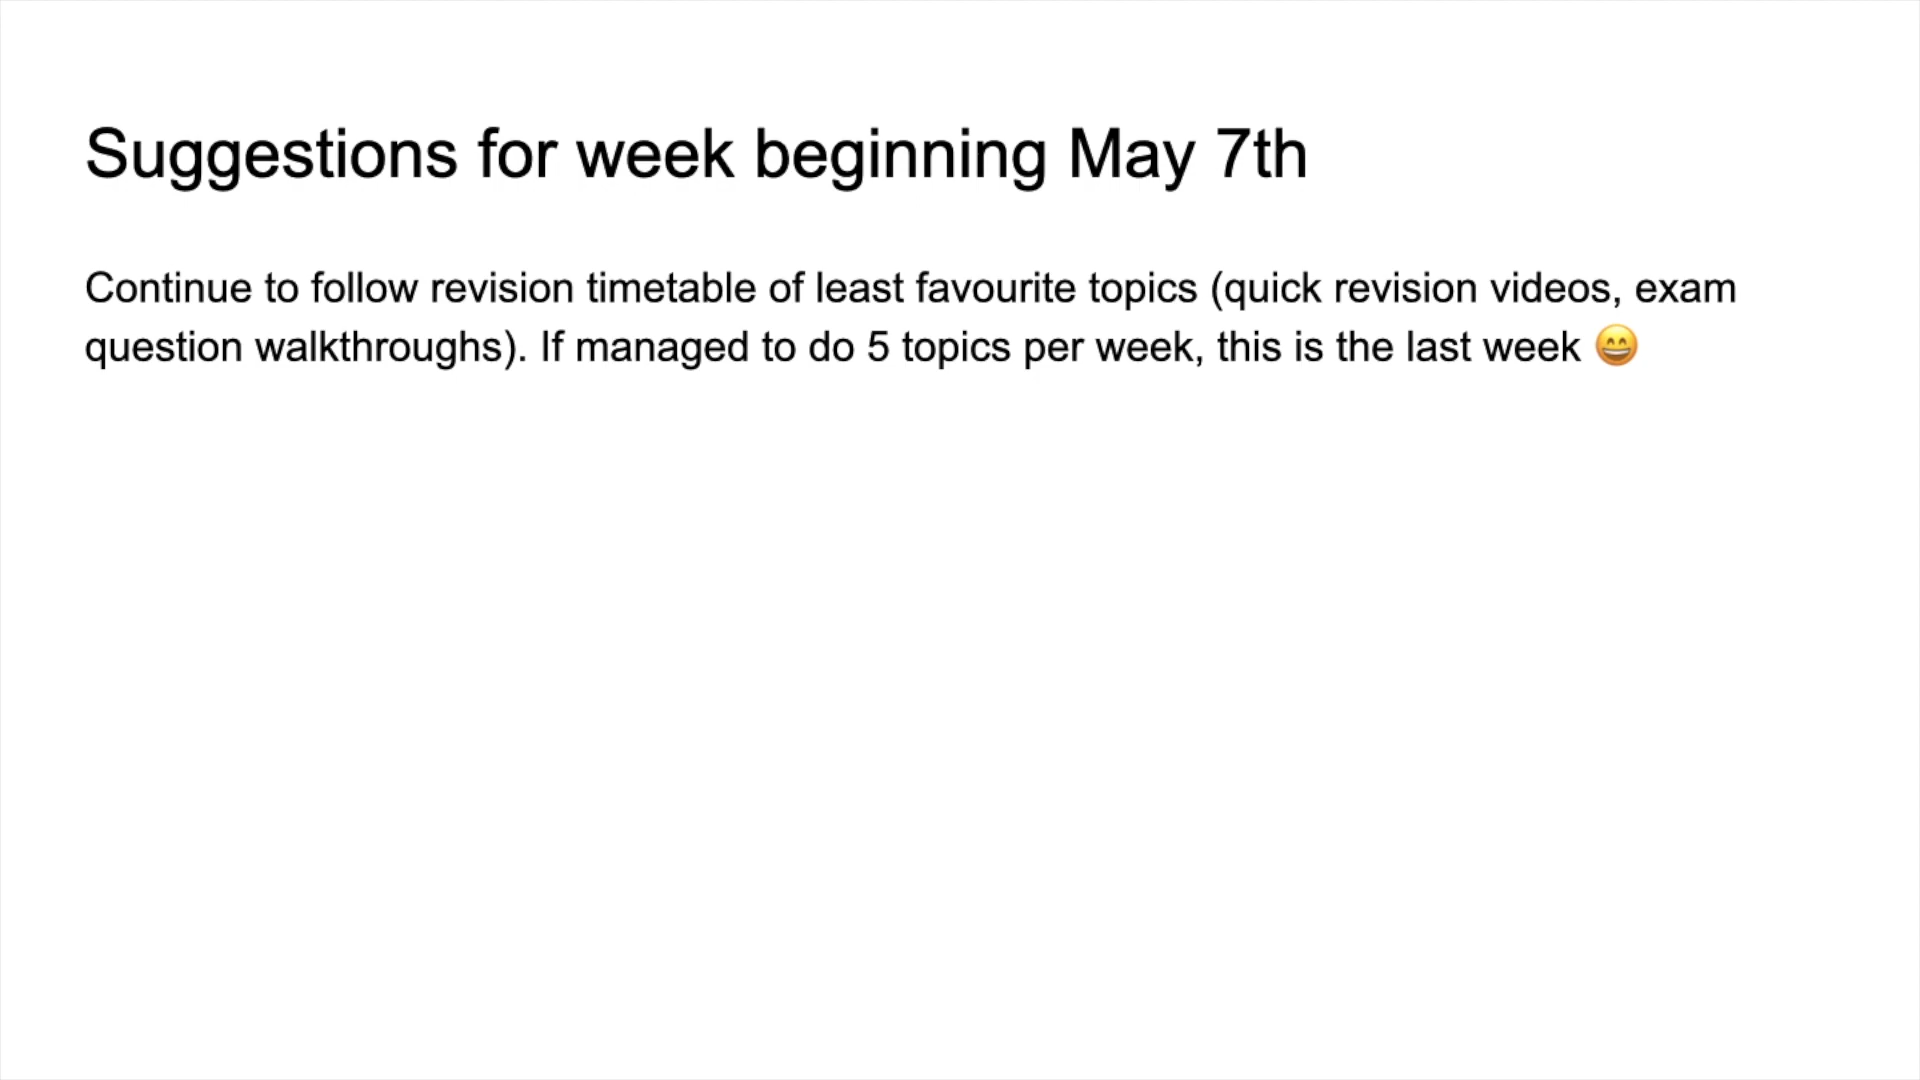 Suggestions for week beginning May 7th
Continue to follow revision timetable of least favourite topics (quick revision videos, exam
question walkthroughs). If managed to do 5 topics per week, this is the last week 😄